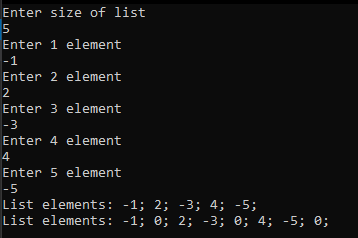 Enter size of list
5
Enter 1 element
-1
Enter 2 element
2
Enter 3 element
-3
Enter 4 element
4
Enter 5 element
-5
List elements: -1; 2; -3; 4; -5;
List elements: -1; 0; 2; -3; 0; 4; -5; 0;